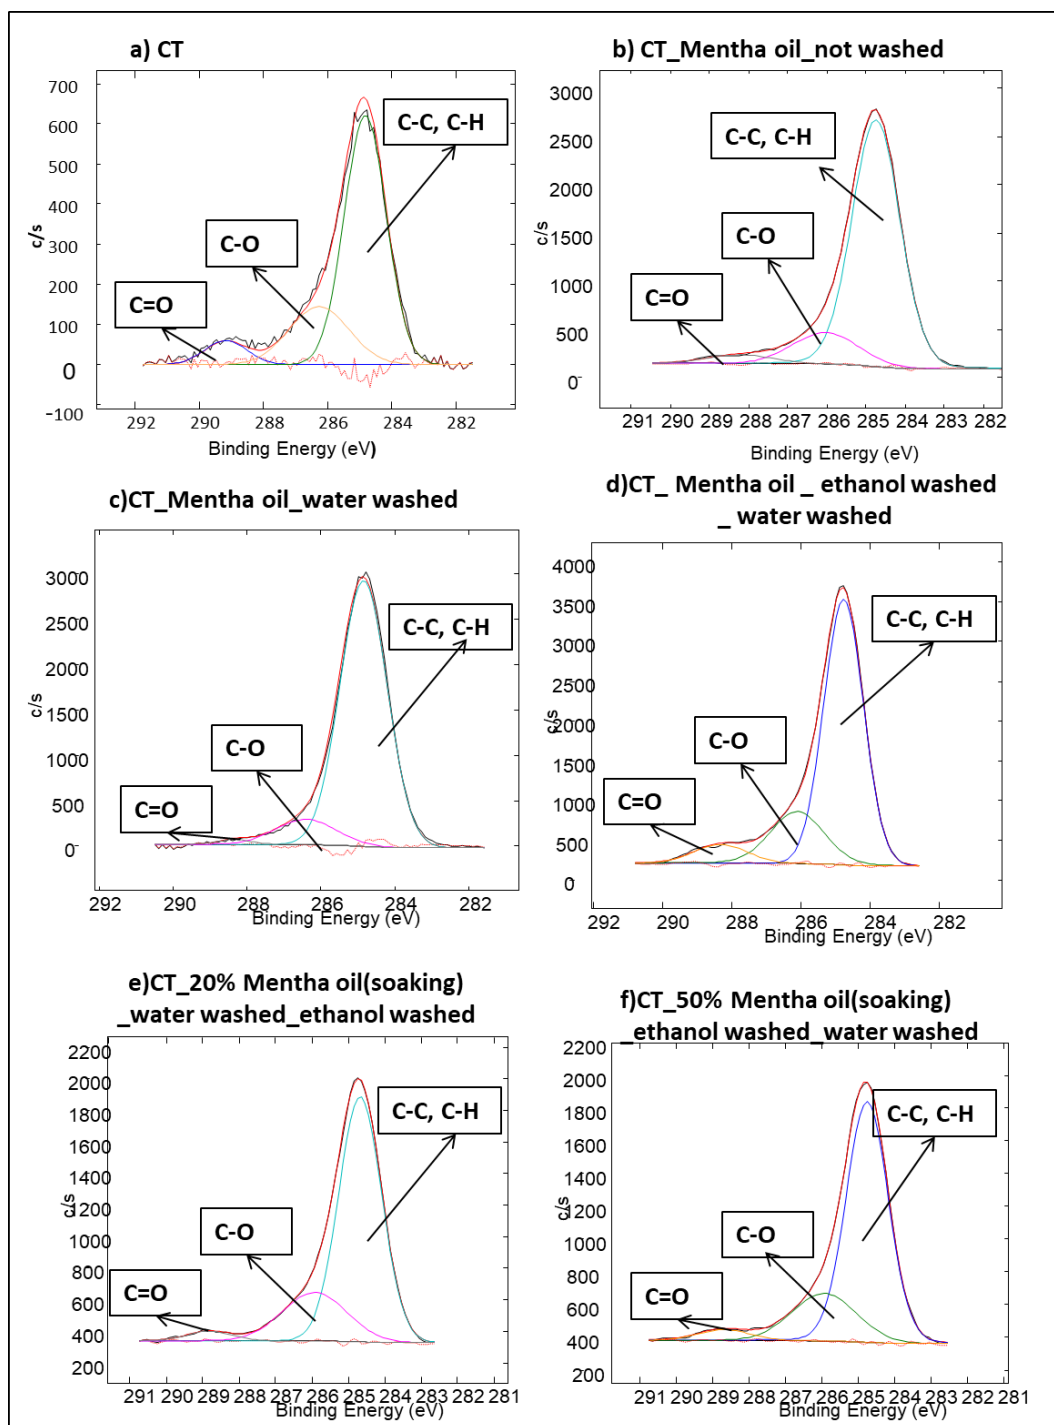 a) CT
700
600
500
400
300
200
100
0
-100
c/s
C-C, C-H
C-O
C=O
292 290 288 286 284 282
Binding Energy (eV)
b) CT_Mentha oil_not washed
3000
2500
2000
1500
1000
500
0
c/s
C-C, C-H
C-O
C=O
291 290 289 288 287 286 285 284 283 282
Binding Energy (eV)
c)CT_Mentha oil_water washed
3000
2000
1500
1000
500
0
c/s
C-C, C-H
C-O
C=O
292 290 288 286 284 282
Binding Energy (eV)
d)CT_ Mentha oil _ ethanol washed
_ water washed
4000
3500
3000
3500
2000
1500
1000
500
0
c/s
C-C, C-H
C-O
C=O
292 290 288 286 284 282
Binding Energy (eV)
e)CT_20% Mentha oil(soaking)
_water washed_ethanol washed
2200
2000
1800
1600
1400
1200
1000
800
600
400
200
c/s
C-C, C-H
C-O
C=O
291 290 289 288 287 286 285 284 283 282 281
Binding Energy (eV)
f)CT_50% Mentha oil(soaking)
_ethanol washed_water washed
2200
2000
1800
1600
1400
1200
1000
800
600
400
200
c/s
C-C, C-H
C-O
C=O
291 290 289 288 287 286 285 284 283 282 281
Binding Energy (eV)